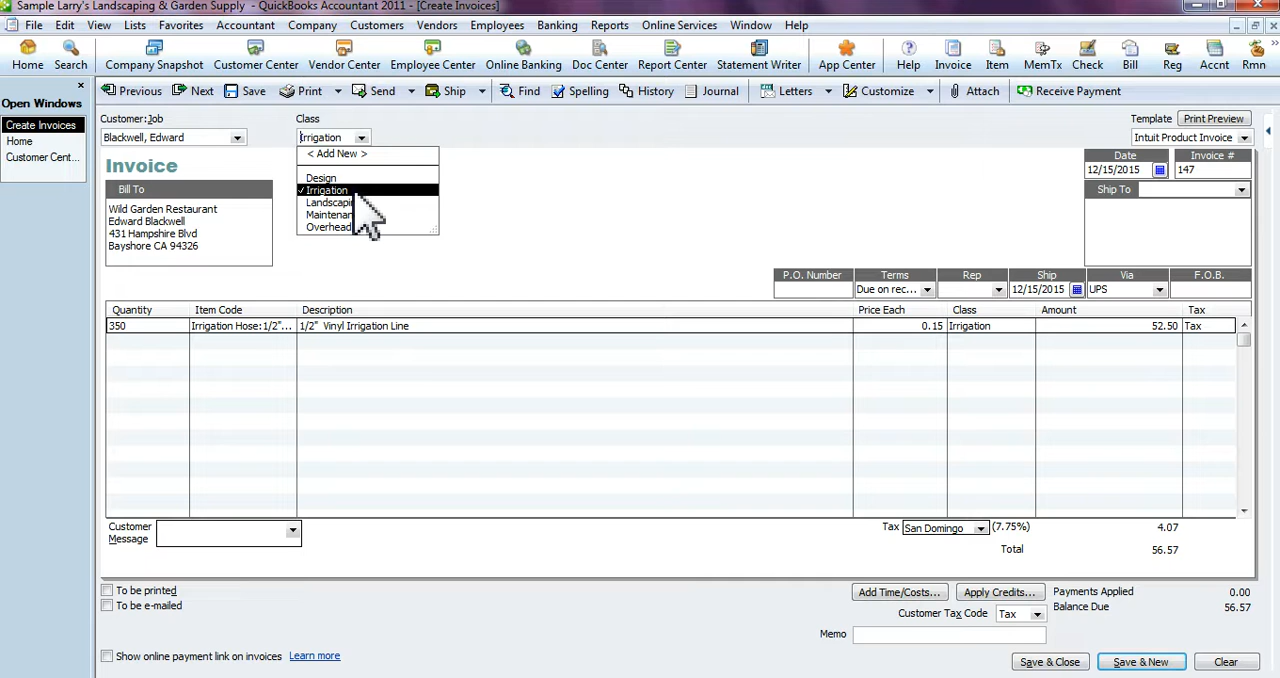 Sample Larry's Landscaping & Garden Supply - QuickBooks Accountant 2011 - [Create Invoices]
File Edit View Lists Favorites Accountant Company Customers Vendors Employees Banking Reports Online Services Window Help
Home Search Company Snapshot Customer Center Vendor Center Employee Center Online Banking Doc Center Report Center Statement Writer App Center Help Invoice Item MemTx Check Bill Reg Accnt Rmn
Open Windows
Create Invoices
Home
Customer Cent...
Previous Next Save Print Send Ship Find Spelling History Journal Letters Customize Attach Receive Payment
Customer:Job Class Template Print Preview
Blackwell, Edward Irrigation Intuit Product Invoice
< Add New >
Design
✓ Irrigation
Landscapi
Maintenan
Overhead
Invoice
Bill To
Wild Garden Restaurant
Edward Blackwell
431 Hampshire Blvd
Bayshore CA 94326
Date Invoice #
12/15/2015 147
Ship To
P.O. Number Terms Rep Ship Via F.O.B.
Due on rec... 12/15/2015 UPS
Quantity Item Code Description Price Each Class Amount Tax
350 Irrigation Hose:1/2"... 1/2" Vinyl Irrigation Line 0.15 Irrigation 52.50 Tax
Customer Message
Tax San Domingo (7.75%) 4.07
Total 56.57
To be printed
To be e-mailed
Add Time/Costs... Apply Credits... Payments Applied 0.00
Customer Tax Code Tax Balance Due 56.57
Memo
Show online payment link on invoices Learn more
Save & Close Save & New Clear